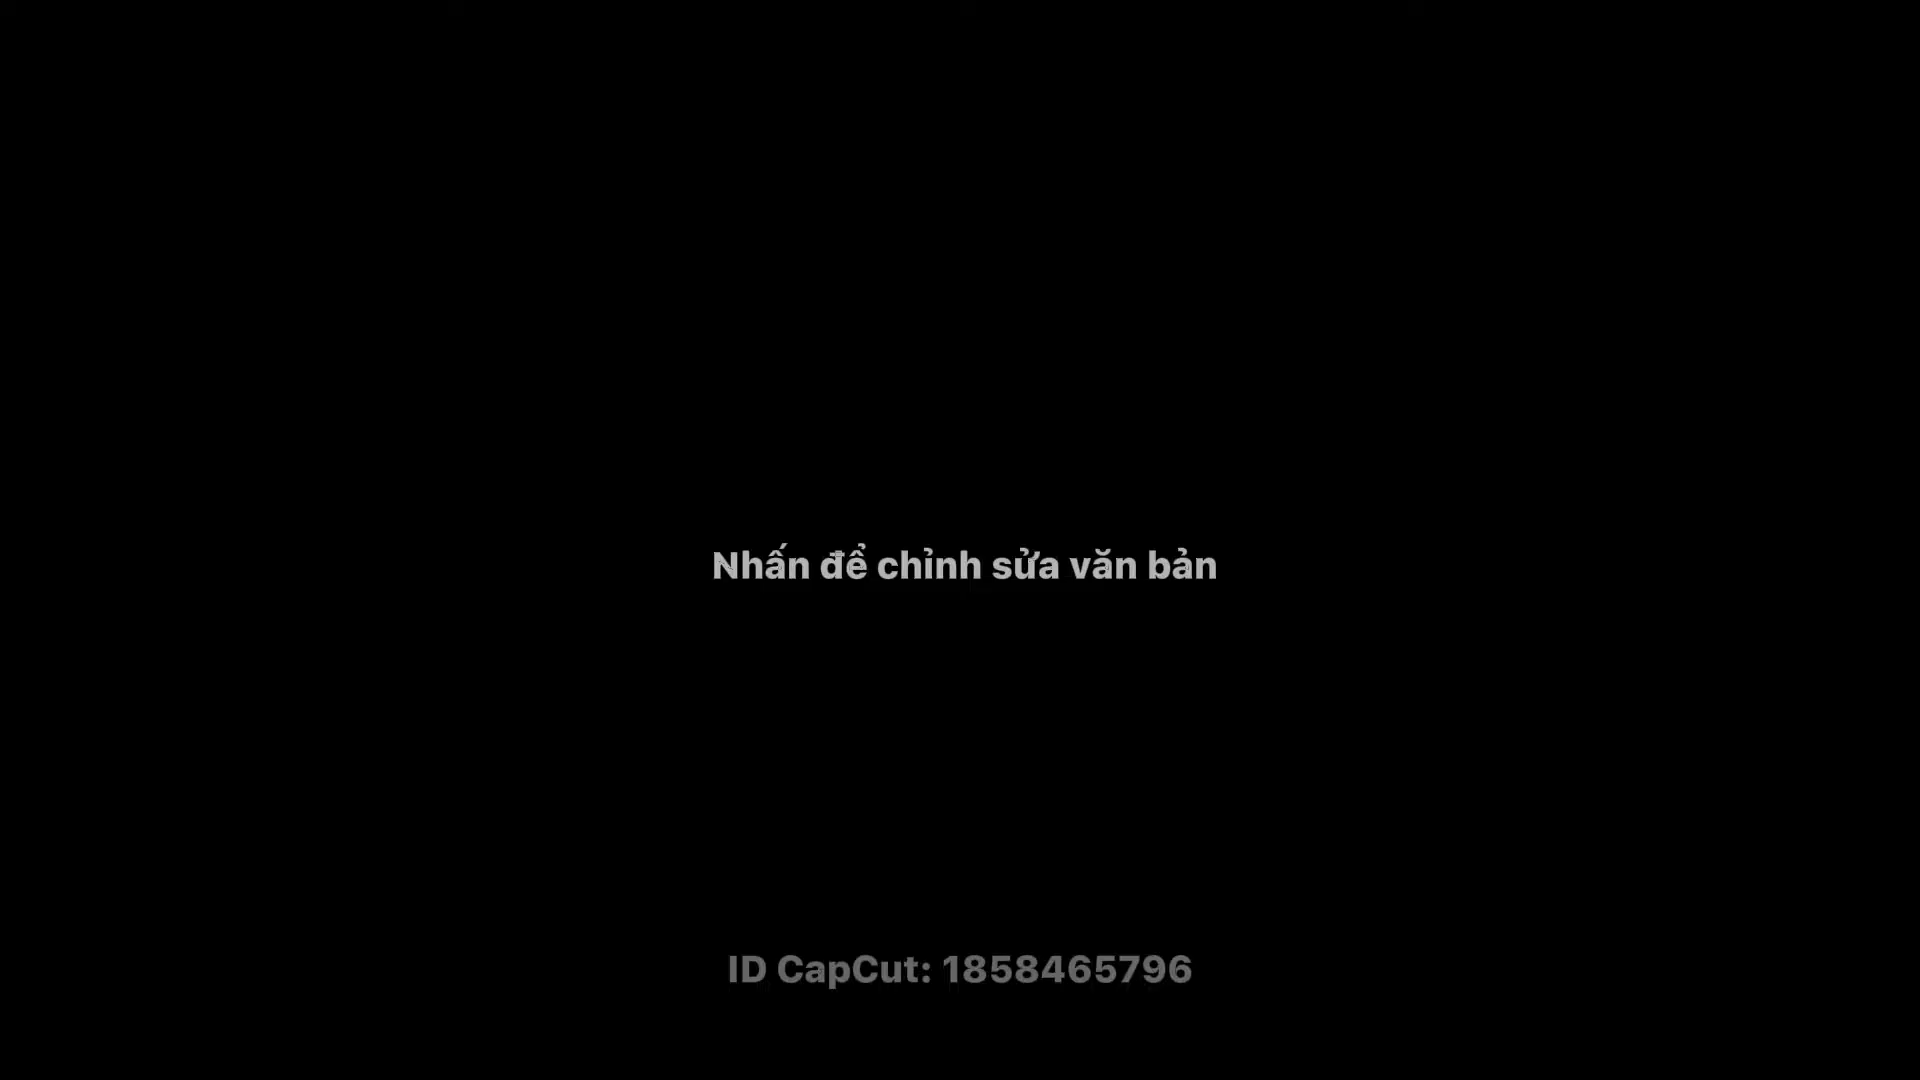 Nhấn để chỉnh sửa văn bản
ID CapCut: 1858465796